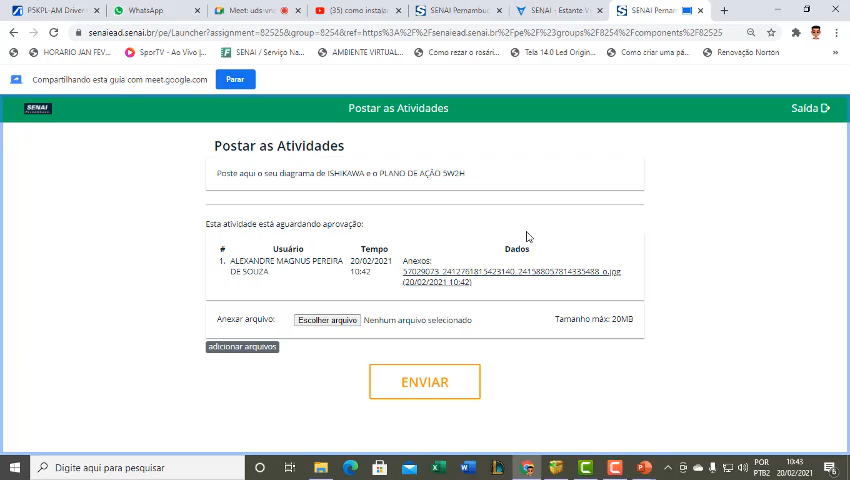 P5KPL-AM Driver
WhatsApp
Meet: uds-vn
(35) como instalar
SENAI Pernambuc
SENAI - Estante V
SENAI Pernam
senaiead.senai.br/pe/Launcher?assignment=82525&group=8254&ref=https%3A%2F%2Fsenaiead.senai.br%2Fpe%2F%23groups%2F8254%2Fcomponents%2F82525
HORARIO JAN FEV...
SporTV - Ao Vivo |...
SENAI / Serviço Na...
AMBIENTE VIRTUAL...
Como rezar o rosári...
Tela 14.0 Led Origin...
Como criar uma pá...
Renovação Norton
Compartilhando esta guia com meet.google.com
Parar
SENAI
Postar as Atividades
Saída
Postar as Atividades
Poste aqui o seu diagrama de ISHIKAWA e o PLANO DE AÇÃO 5W2H
Esta atividade está aguardando aprovação:
# Usuário Tempo Dados
1. ALEXANDRE MAGNUS PEREIRA DE SOUZA
20/02/2021 10:42
Anexos:
57029073_2412761815423140_241588057814335488_o.jpg
(20/02/2021 10:42)
Anexar arquivo: Escolher arquivo Nenhum arquivo selecionado Tamanho máx: 20MB
adicionar arquivos
ENVIAR
Digite aqui para pesquisar
POR
PTB2
10:43
20/02/2021